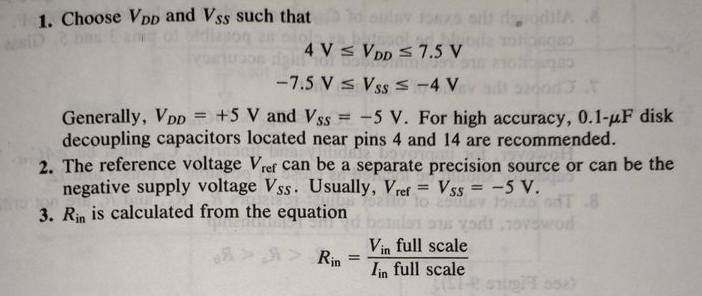 1. Choose VDD and VSS such that
4 V ≤ VDD ≤ 7.5 V
−7.5 V ≤ VSS ≤ −4 V
Generally, VDD = +5 V and VSS = −5 V. For high accuracy, 0.1-μF disk
decoupling capacitors located near pins 4 and 14 are recommended.
2. The reference voltage Vref can be a separate precision source or can be the
negative supply voltage VSS. Usually, Vref = VSS = −5 V.
3. Rin is calculated from the equation
Rin = Vin full scale / Iin full scale